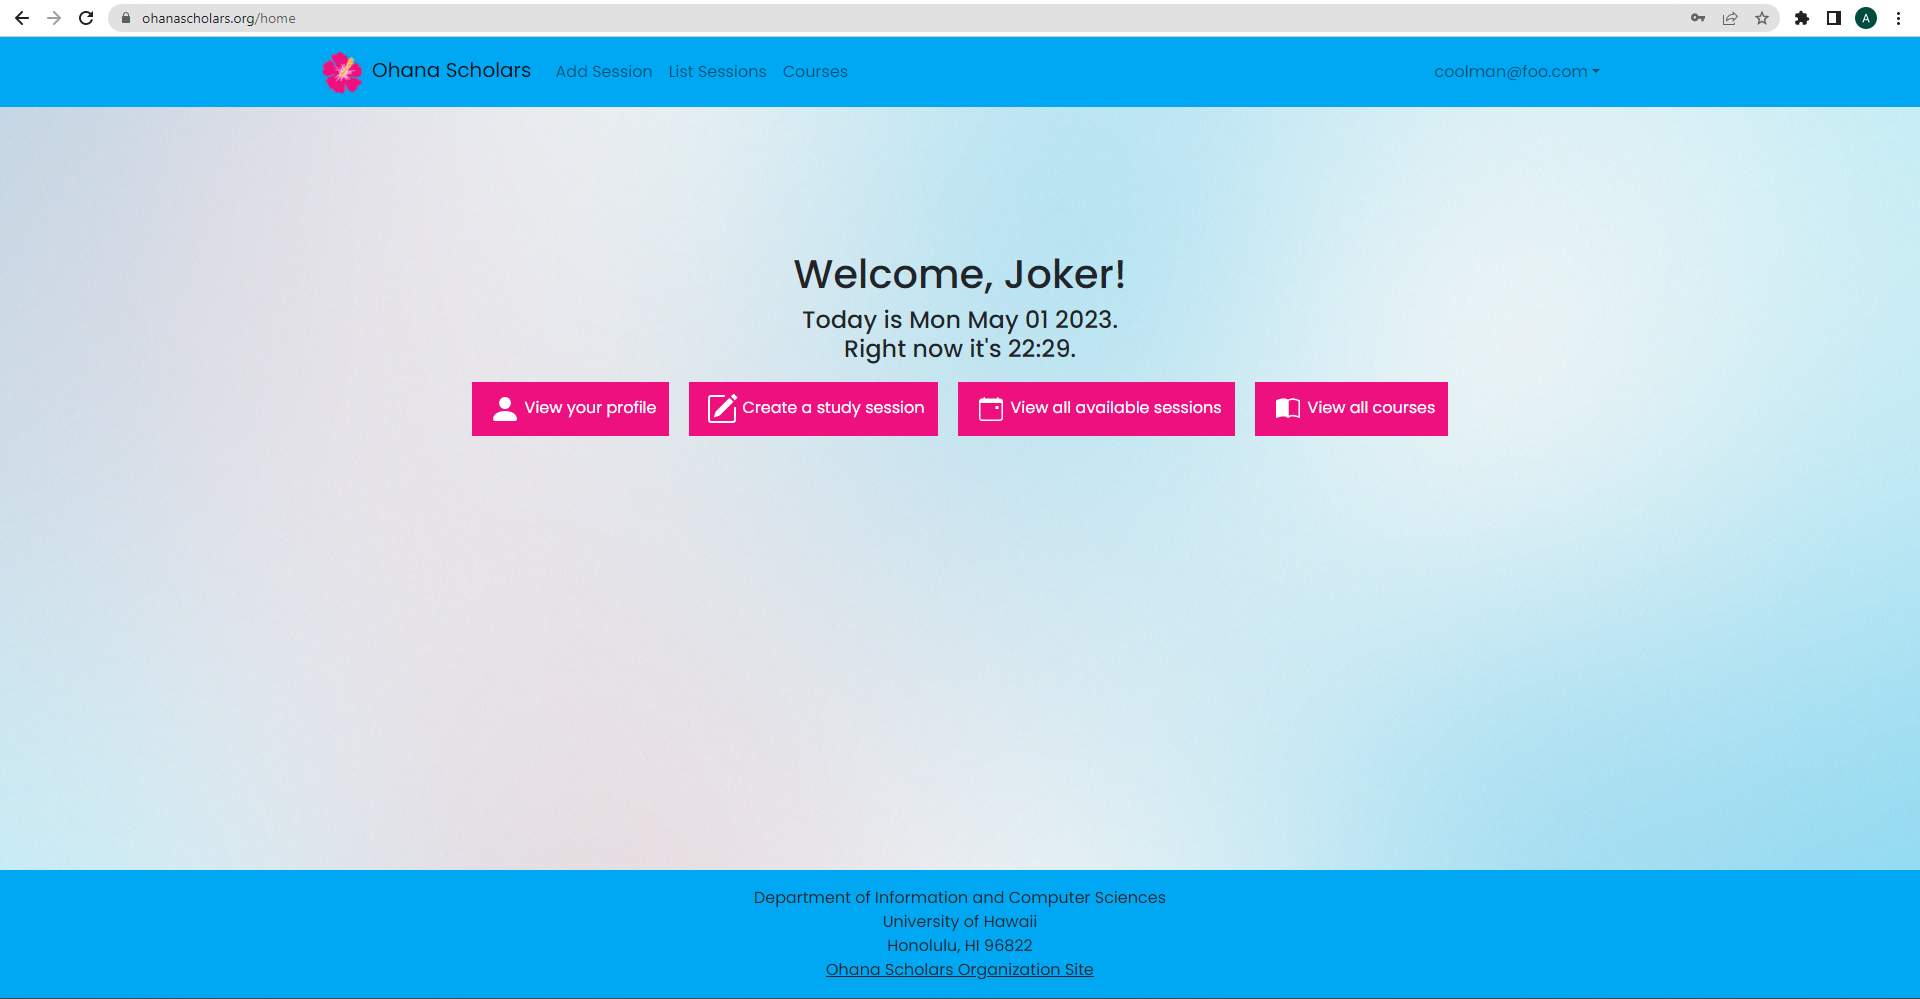 ohanascholars.org/home
A
Ohana Scholars
Add Session
List Sessions
Courses
coolman@foo.com
Welcome, Joker!
Today is Mon May 01 2023.
Right now it's 22:29.
View your profile
Create a study session
View all available sessions
View all courses
Department of Information and Computer Sciences
University of Hawaii
Honolulu, HI 96822
Ohana Scholars Organization Site